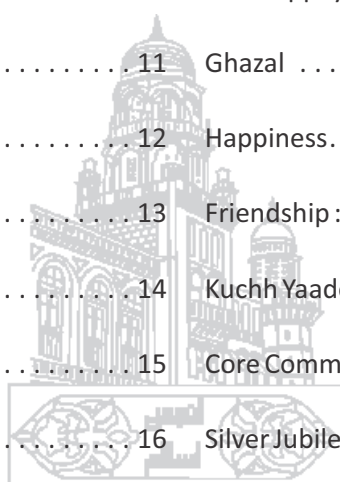 . . . . . . . . . 11 Ghazal . . .
. . . . . . . . . 12 Happiness.
. . . . . . . . . 13 Friendship :
. . . . . . . . . 14 Kuchh
. . . . . . . . . 15 Core
. . . . . . . . . 16 Silver